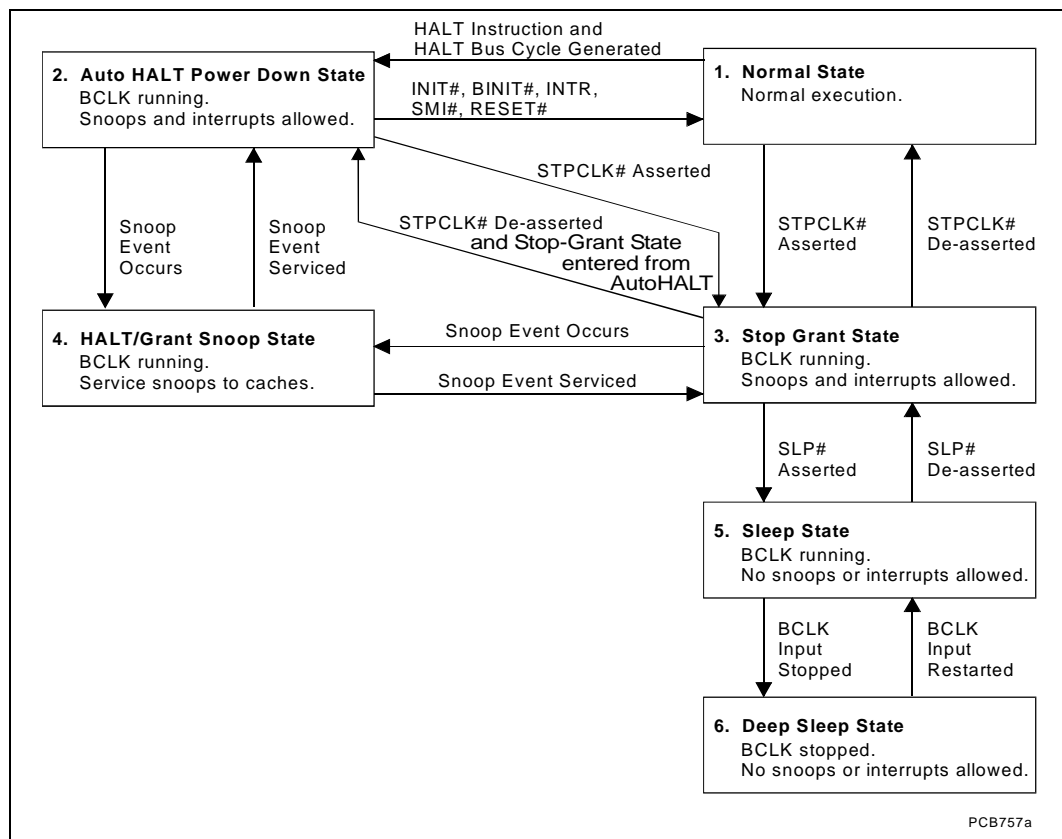 HALT Instruction and
HALT Bus Cycle Generated
2. Auto HALT Power Down State
BCLK running.
Snoops and interrupts allowed.
INIT#, BINIT#, INTR,
SMI#, RESET#
1. Normal State
Normal execution.
STPCLK# Asserted
STPCLK# De-asserted
and Stop-Grant State
entered from
AutoHALT
Snoop
Event
Occurs
Snoop
Event
Serviced
STPCLK#
Asserted
STPCLK#
De-asserted
4. HALT/Grant Snoop State
BCLK running.
Service snoops to caches.
Snoop Event Occurs
Snoop Event Serviced
3. Stop Grant State
BCLK running.
Snoops and interrupts allowed.
SLP#
Asserted
SLP#
De-asserted
5. Sleep State
BCLK running.
No snoops or interrupts allowed.
BCLK
Input
Stopped
BCLK
Input
Restarted
6. Deep Sleep State
BCLK stopped.
No snoops or interrupts allowed.
PCB757a